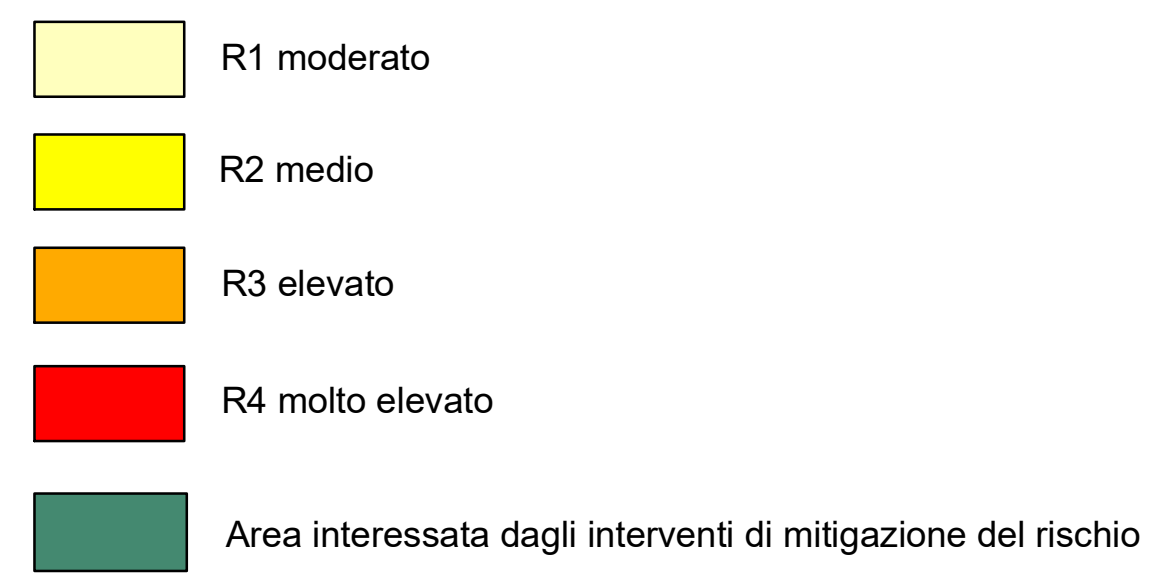 R1 moderato
R2 medio
R3 elevato
R4 molto elevato
Area interessata dagli interventi di mitigazione del rischio